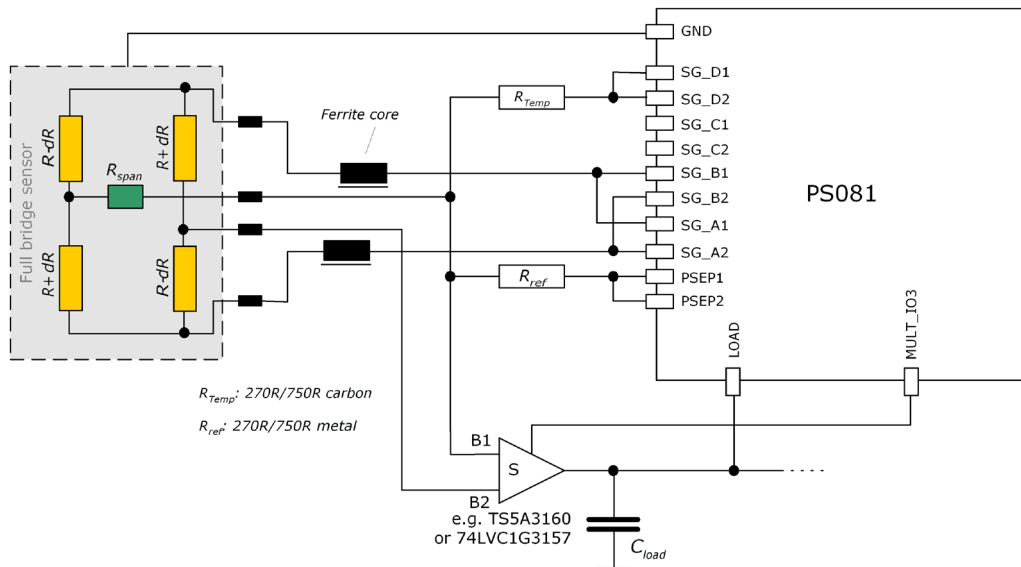 GND
SG_D1
SG_D2
SG_C1
SG_C2
SG_B1
SG_B2
SG_A1
SG_A2
PSEP1
PSEP2
PS081
LOAD
MULT_IO3
R_Temp
Ferrite core
Full bridge sensor
R-dR
R+dR
R_span
R+dR
R-dR
R_ref
R_Temp: 270R/750R carbon
R_ref: 270R/750R metal
B1
S
B2
e.g. TS5A3160
or 74LVC1G3157
C_load